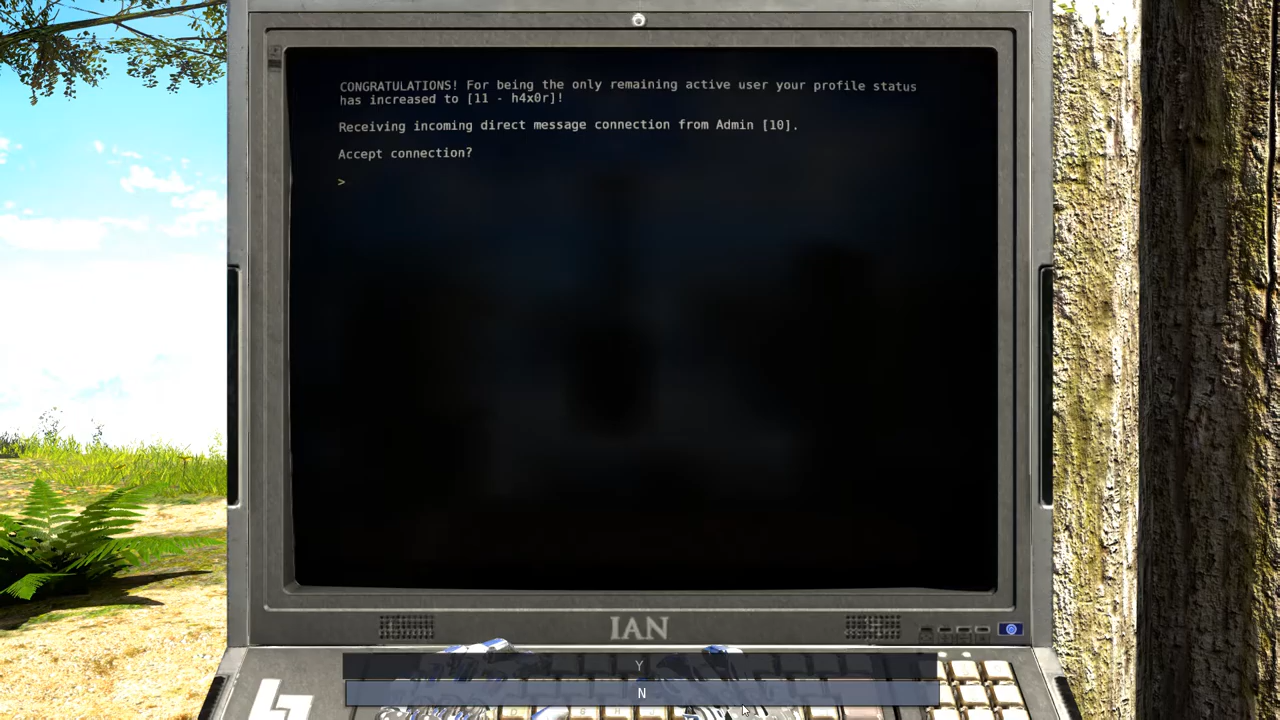 CONGRATULATIONS! For being the only remaining active user your profile status
has increased to [11 - h4x0r]!
Receiving incoming direct message connection from Admin [10].
Accept connection?
>
IAN
Y
N